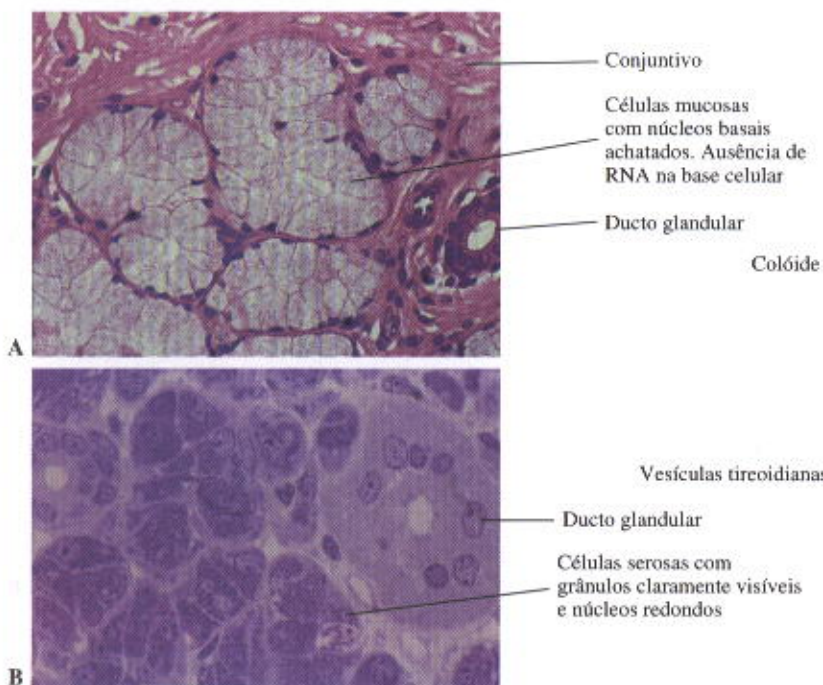 Conjuntivo
Células mucosas
com núcleos basais
achatados. Ausência de
RNA na base celular
Ducto glandular
Colóide
A
Vesículas tireoidianas
Ducto glandular
Células serosas com
grânulos claramente visíveis
e núcleos redondos
B